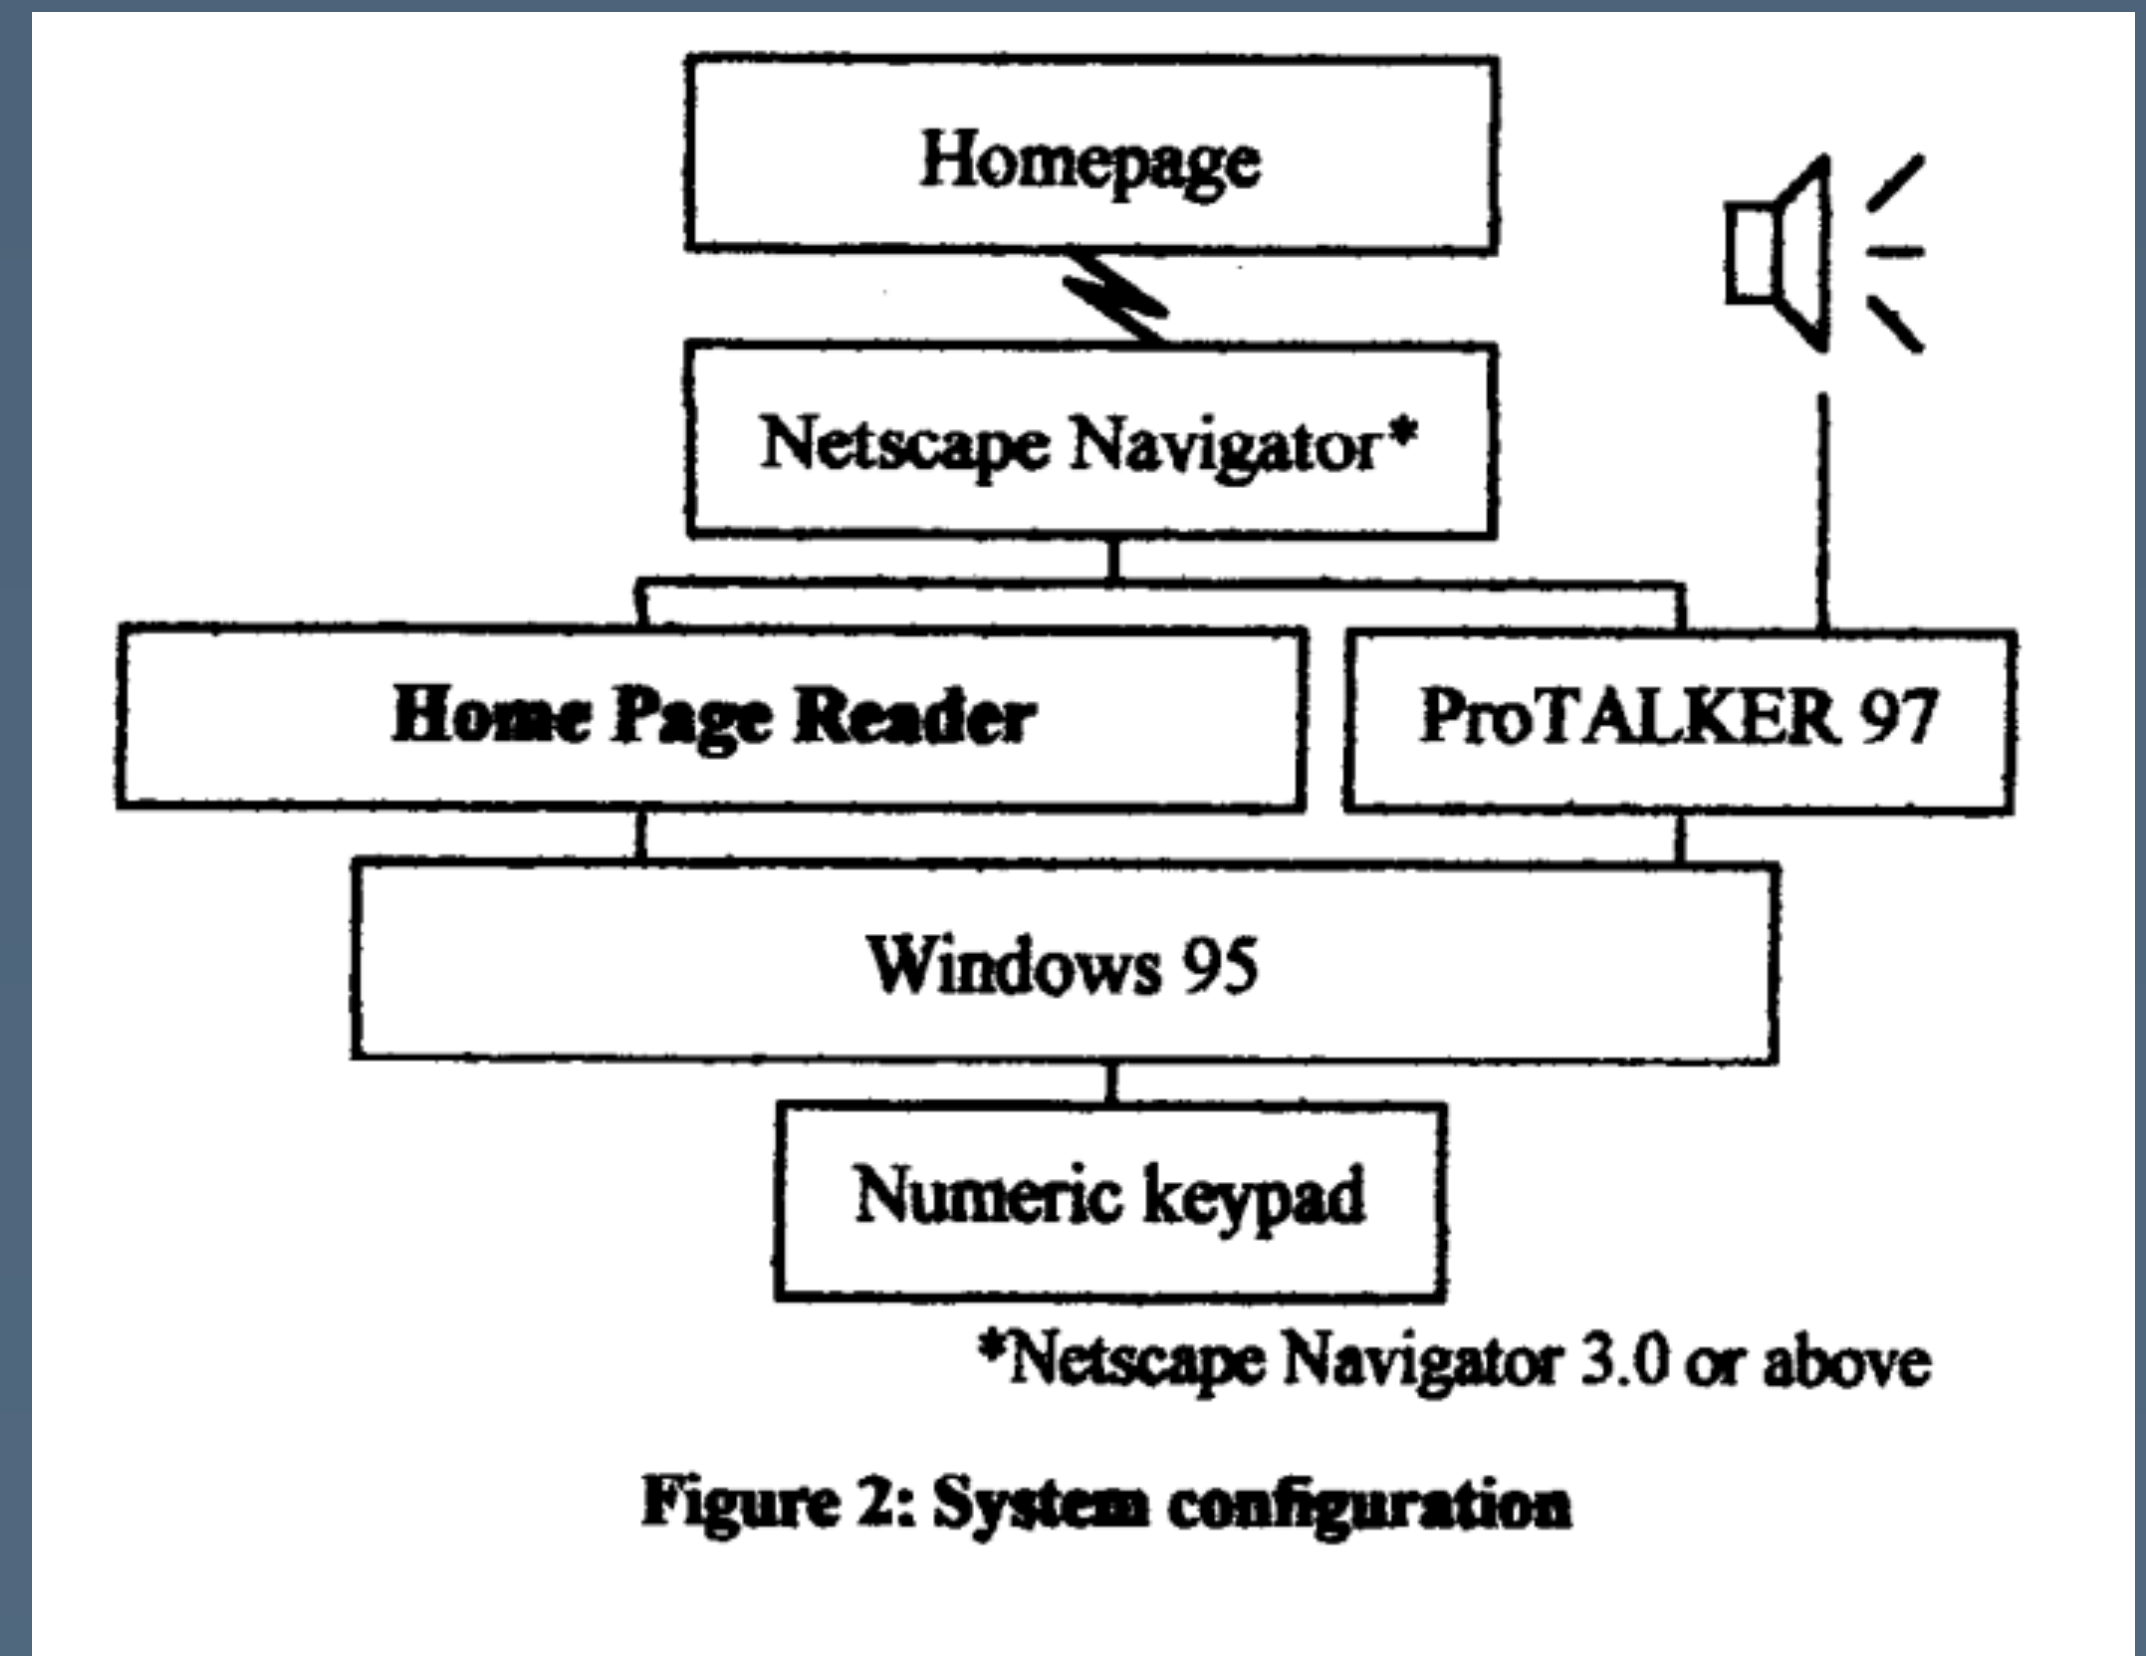 Homepage
Netscape Navigator*
Home Page Reader
ProTALKER 97
Windows 95
Numeric keypad
*Netscape Navigator 3.0 or above
Figure 2: System configuration